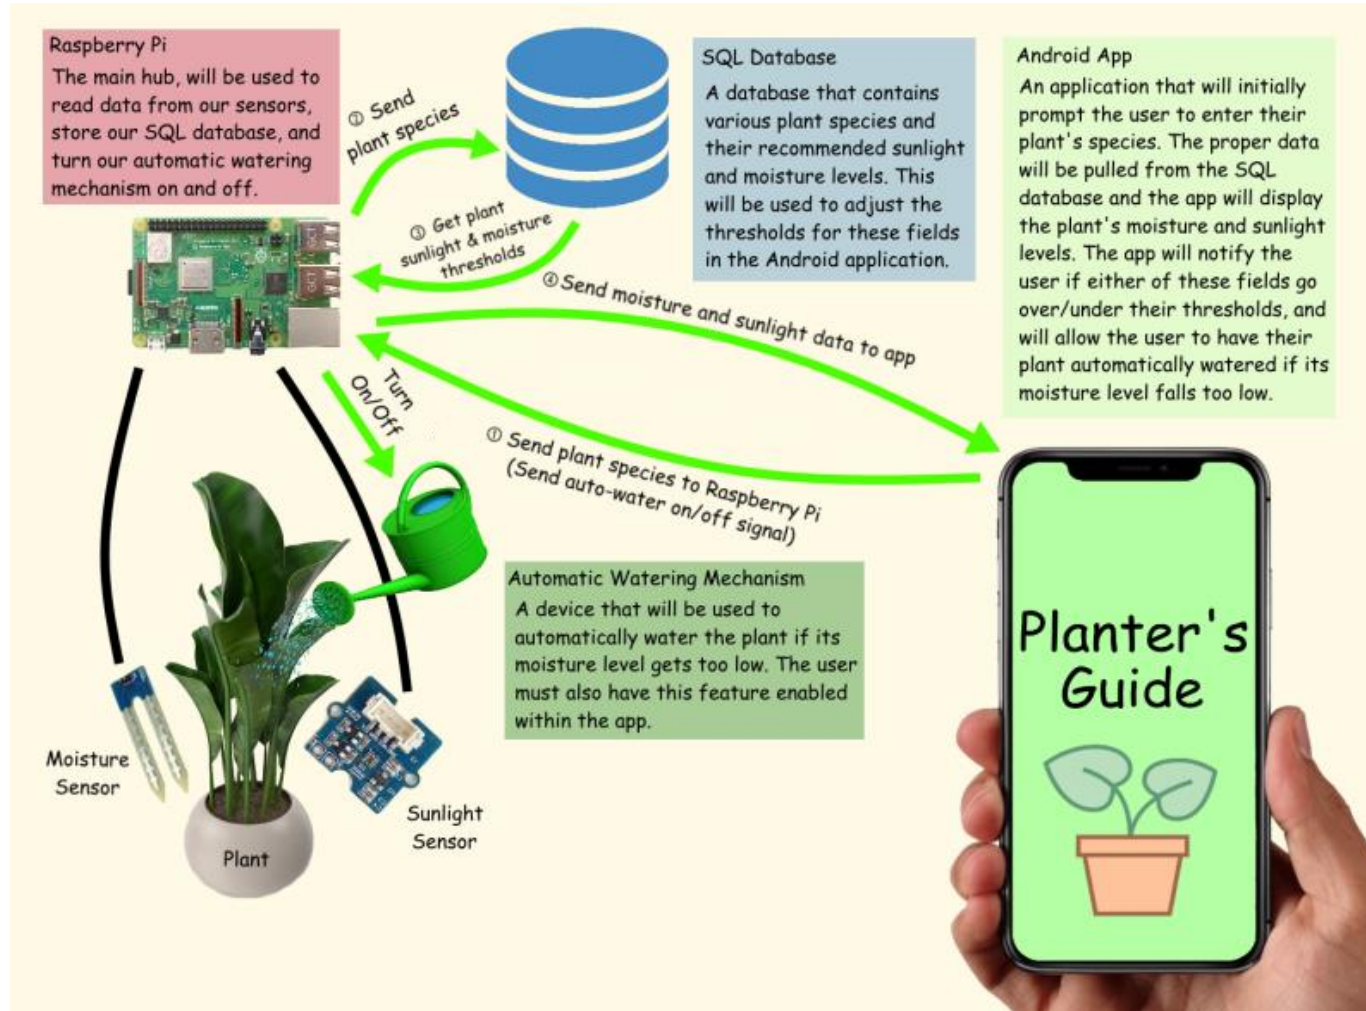 Raspberry Pi
The main hub, will be used to
read data from our sensors,
store our SQL database, and
turn our automatic watering
mechanism on and off.
② Send
plant species
③ Get plant
sunlight & moisture
thresholds
SQL Database
A database that contains
various plant species and
their recommended sunlight
and moisture levels. This
will be used to adjust the
thresholds for these fields
in the Android application.
Android App
An application that will initially
prompt the user to enter their
plant's species. The proper data
will be pulled from the SQL
database and the app will display
the plant's moisture and sunlight
levels. The app will notify the
user if either of these fields go
over/under their thresholds, and
will allow the user to have their
plant automatically watered if its
moisture level falls too low.
④ Send moisture and sunlight data to app
① Send plant species to Raspberry Pi
(Send auto-water on/off signal)
Turn
On/Off
Automatic Watering Mechanism
A device that will be used to
automatically water the plant if its
moisture level gets too low. The user
must also have this feature enabled
within the app.
Moisture
Sensor
Plant
Sunlight
Sensor
Planter's
Guide
GCT
GCT